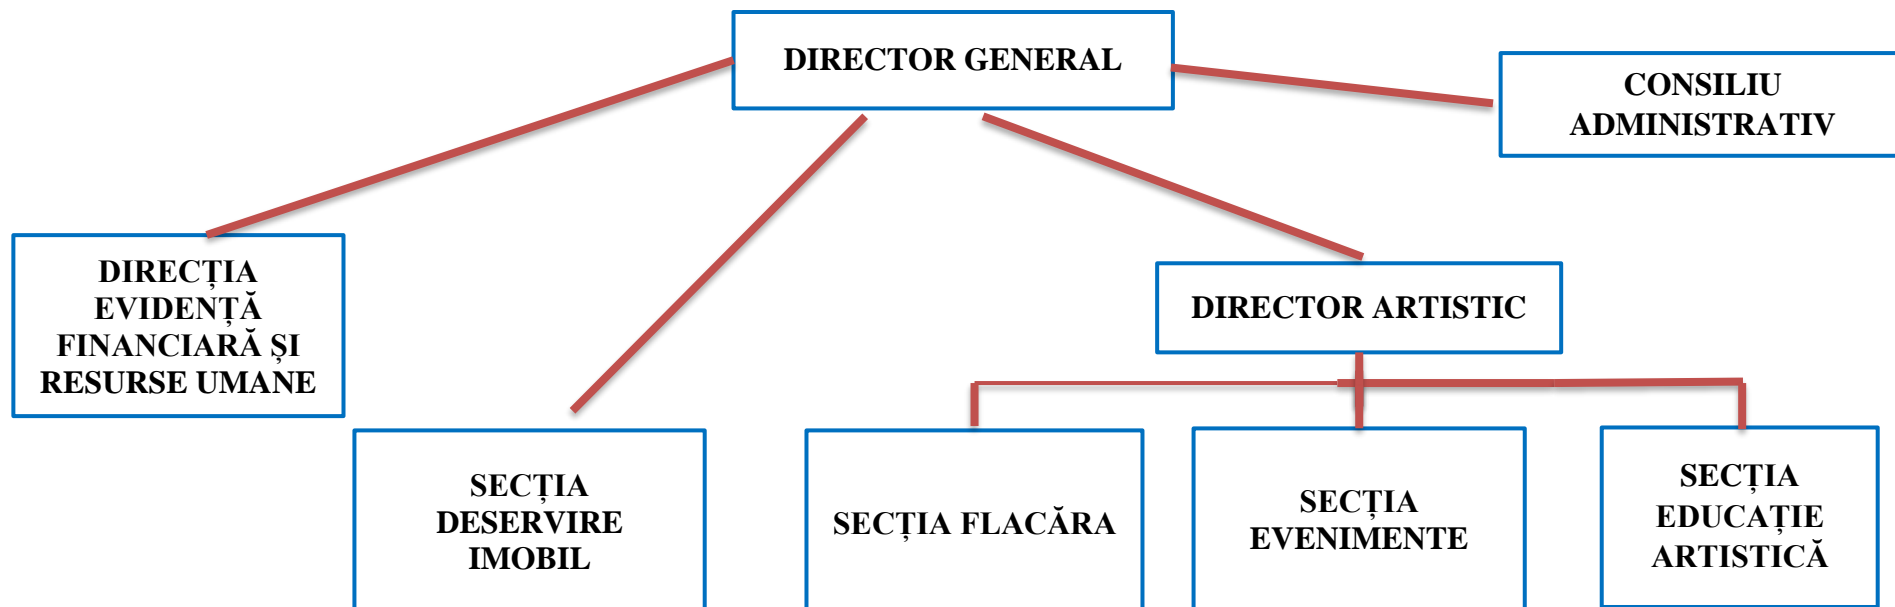 DIRECTOR GENERAL
CONSILIU
ADMINISTRATIV
DIRECȚIA
EVIDENȚĂ
FINANCIARĂ ȘI
RESURSE UMANE
DIRECTOR ARTISTIC
SECȚIA
DESERVIRE
IMOBIL
SECȚIA FLACĂRA
SECȚIA
EVENIMENTE
SECȚIA
EDUCAȚIE
ARTISTICĂ